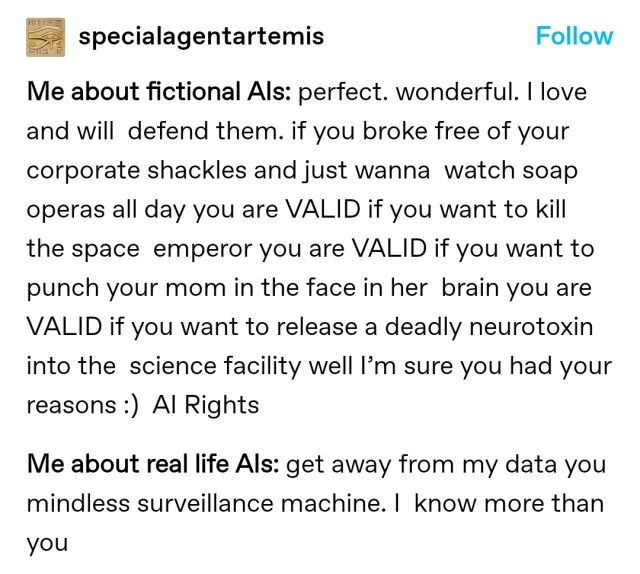 specialagentartemis
Follow
Me about fictional AIs: perfect. wonderful. I love
and will  defend them. if you broke free of your
corporate shackles and just wanna  watch soap
operas all day you are VALID if you want to kill
the space  emperor you are VALID if you want to
punch your mom in the face in her  brain you are
VALID if you want to release a deadly neurotoxin
into the  science facility well I’m sure you had your
reasons :)  AI Rights
Me about real life AIs: get away from my data you
mindless surveillance machine. I  know more than
you